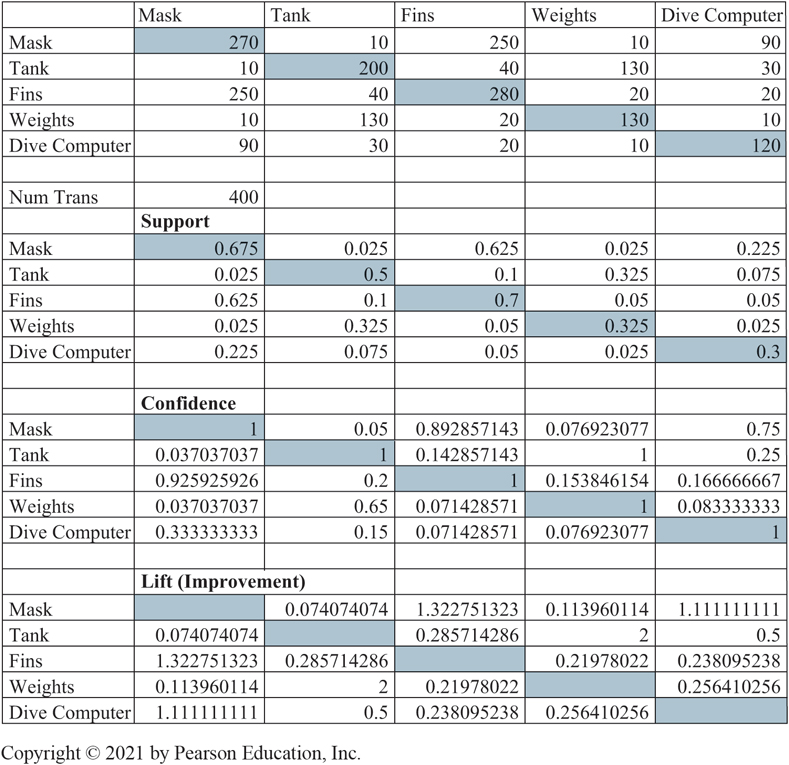 Mask Tank Fins Weights Dive Computer
Mask 270 10 250 10 90
Tank 10 200 40 130 30
Fins 250 40 280 20 20
Weights 10 130 20 130 10
Dive Computer 90 30 20 10 120
Num Trans 400
Support
Mask 0.675 0.025 0.625 0.025 0.225
Tank 0.025 0.5 0.1 0.325 0.075
Fins 0.625 0.1 0.7 0.05 0.05
Weights 0.025 0.325 0.05 0.325 0.025
Dive Computer 0.225 0.075 0.05 0.025 0.3
Confidence
Mask 1 0.05 0.892857143 0.076923077 0.75
Tank 0.037037037 1 0.142857143 1 0.25
Fins 0.925925926 0.2 1 0.153846154 0.166666667
Weights 0.037037037 0.65 0.071428571 1 0.083333333
Dive Computer 0.333333333 0.15 0.071428571 0.076923077 1
Lift (Improvement)
Mask 0.074074074 1.322751323 0.113960114 1.111111111
Tank 0.074074074 0.285714286 2 0.5
Fins 1.322751323 0.285714286 0.21978022 0.238095238
Weights 0.113960114 2 0.21978022 0.256410256
Dive Computer 1.111111111 0.5 0.238095238 0.256410256
Copyright © 2021 by Pearson Education, Inc.